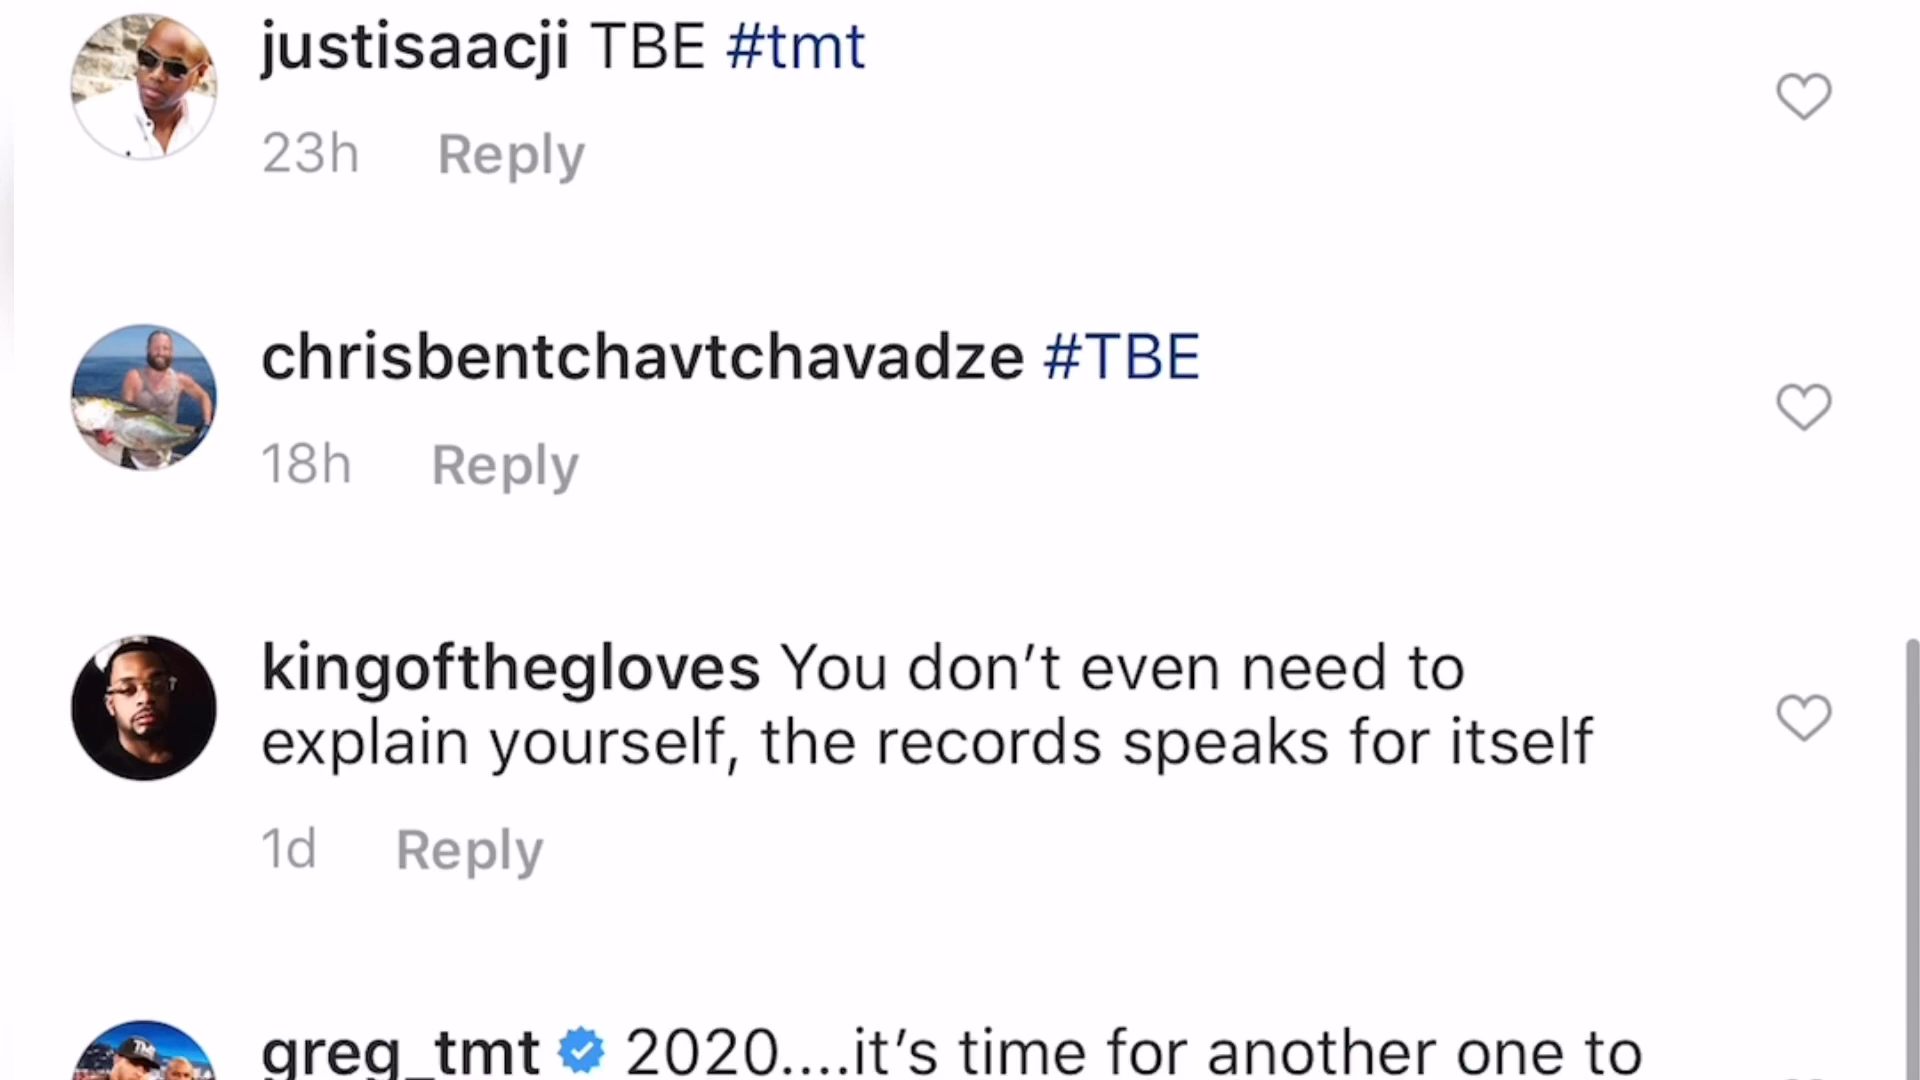 justisaacji TBE #tmt
23h Reply
chrisbentchavtchavadze #TBE
18h Reply
kingofthegloves You don’t even need to
explain yourself, the records speaks for itself
1d Reply
greg_tmt 2020....it’s time for another one to